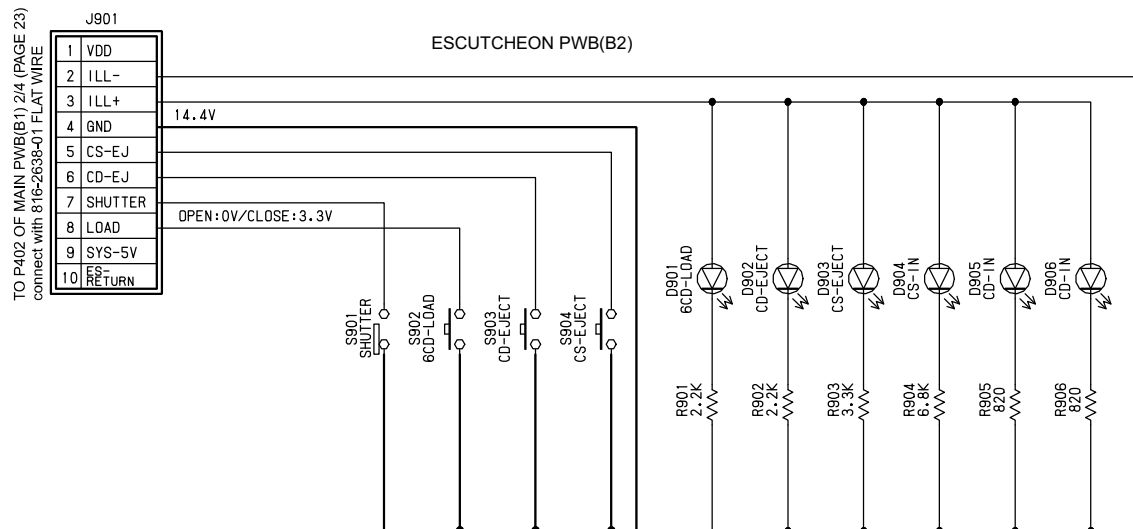 J901
ESCUTCHEON PWB(B2)
TO P402 OF MAIN PWB(B1) 2/4 (PAGE 23)
connect with 816-2638-01 FLAT WIRE
1 VDD
2 ILL-
3 ILL+
4 GND
5 CS-EJ
6 CD-EJ
7 SHUTTER
8 LOAD
9 SYS-5V
10 ES-
RETURN
14.4V
OPEN:0V/CLOSE:3.3V
S901
SHUTTER
S902
6CD-LOAD
S903
CD-EJECT
S904
CS-EJECT
D901
6CD-LOAD
D902
CD-EJECT
D903
CS-EJECT
D904
CS-IN
D905
CD-IN
D906
CD-IN
R901
2.2K
R902
2.2K
R903
3.3K
R904
6.8K
R905
820
R906
820